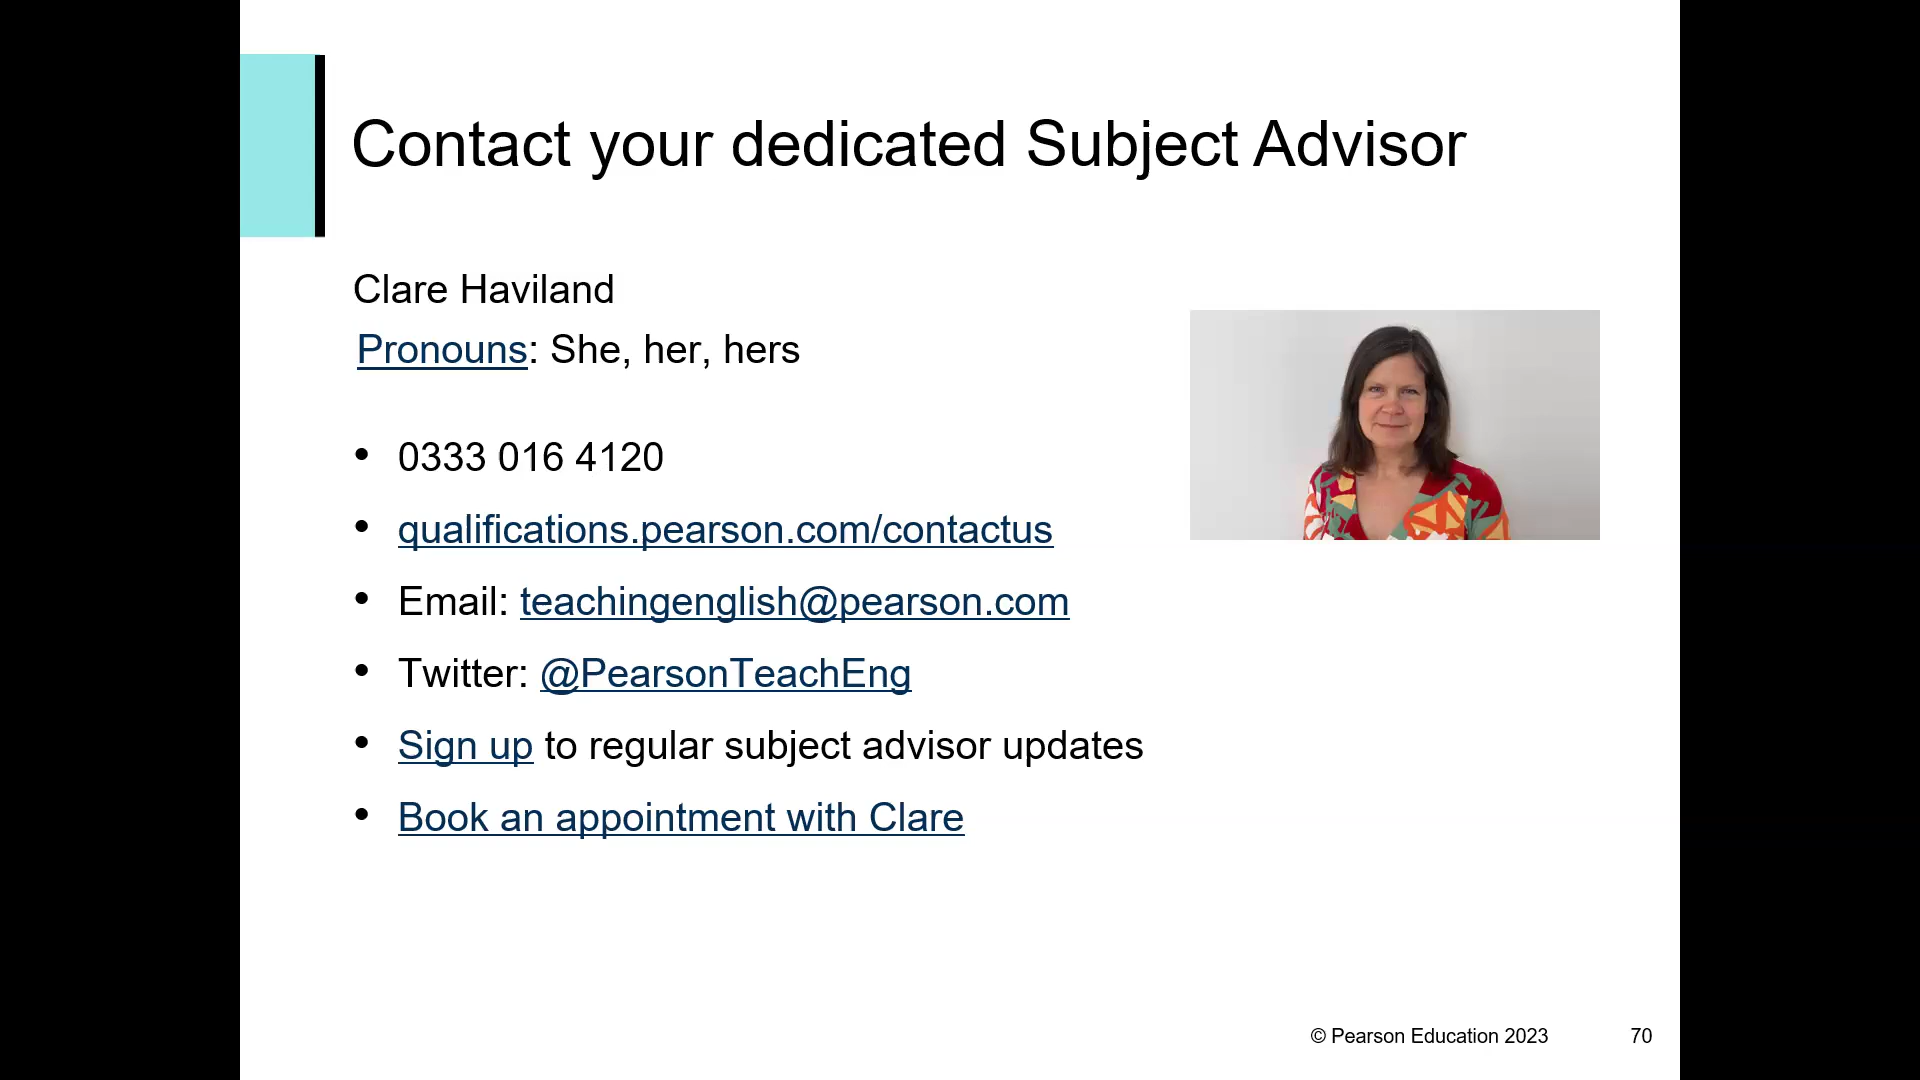 Contact your dedicated Subject Advisor
Clare Haviland
Pronouns: She, her, hers
• 0333 016 4120
• qualifications.pearson.com/contactus
• Email: teachingenglish@pearson.com
• Twitter: @PearsonTeachEng
• Sign up to regular subject advisor updates
• Book an appointment with Clare
© Pearson Education 2023 70